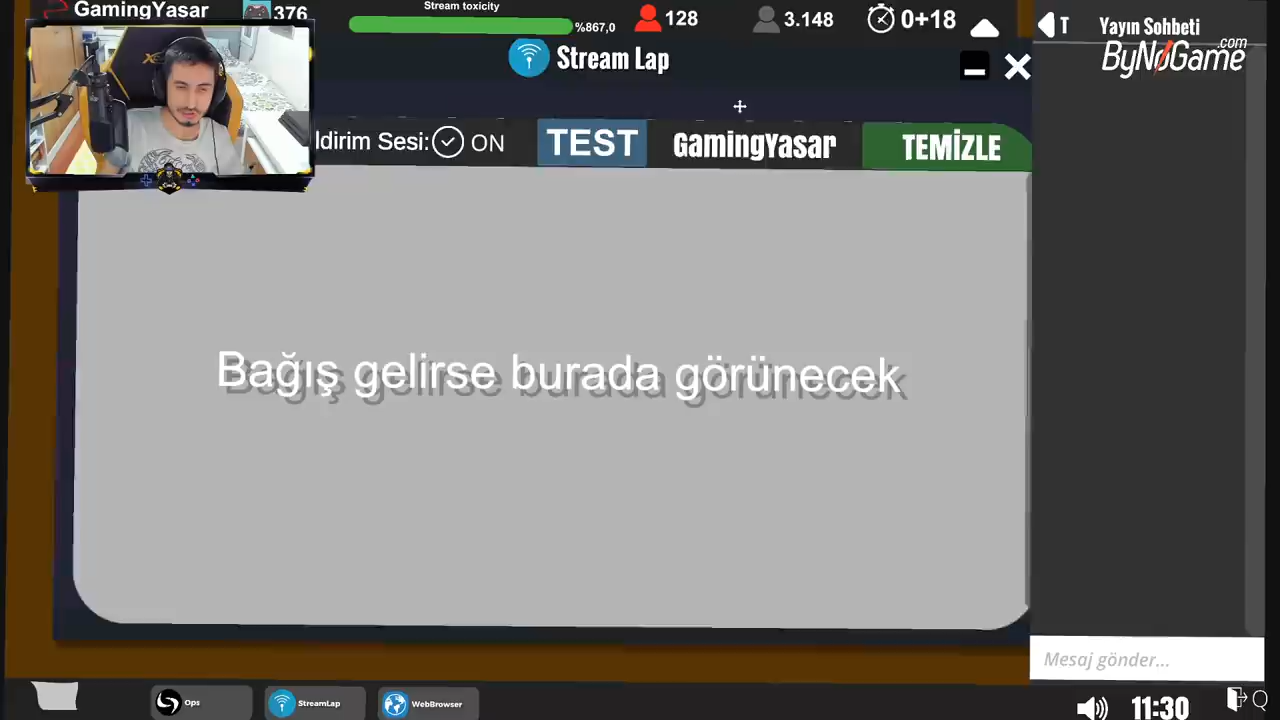 GamingYasar
376
Stream toxicity
%867,0
128
3.148
0+18
T
Yayın Sohbeti
ByNoGame.com
Stream Lap
ldirim Sesi: ON
TEST
GamingYasar
TEMİZLE
Bağış gelirse burada görünecek
Mesaj gönder...
Ops
StreamLap
WebBrowser
11:30
Q